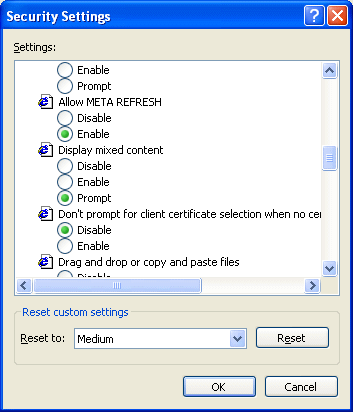 Security Settings
Settings:
Enable
Prompt
Allow META REFRESH
Disable
Enable
Display mixed content
Disable
Enable
Prompt
Don't prompt for client certificate selection when no cer
Disable
Enable
Drag and drop or copy and paste files
Disable
Reset custom settings
Reset to: Medium Reset
OK Cancel